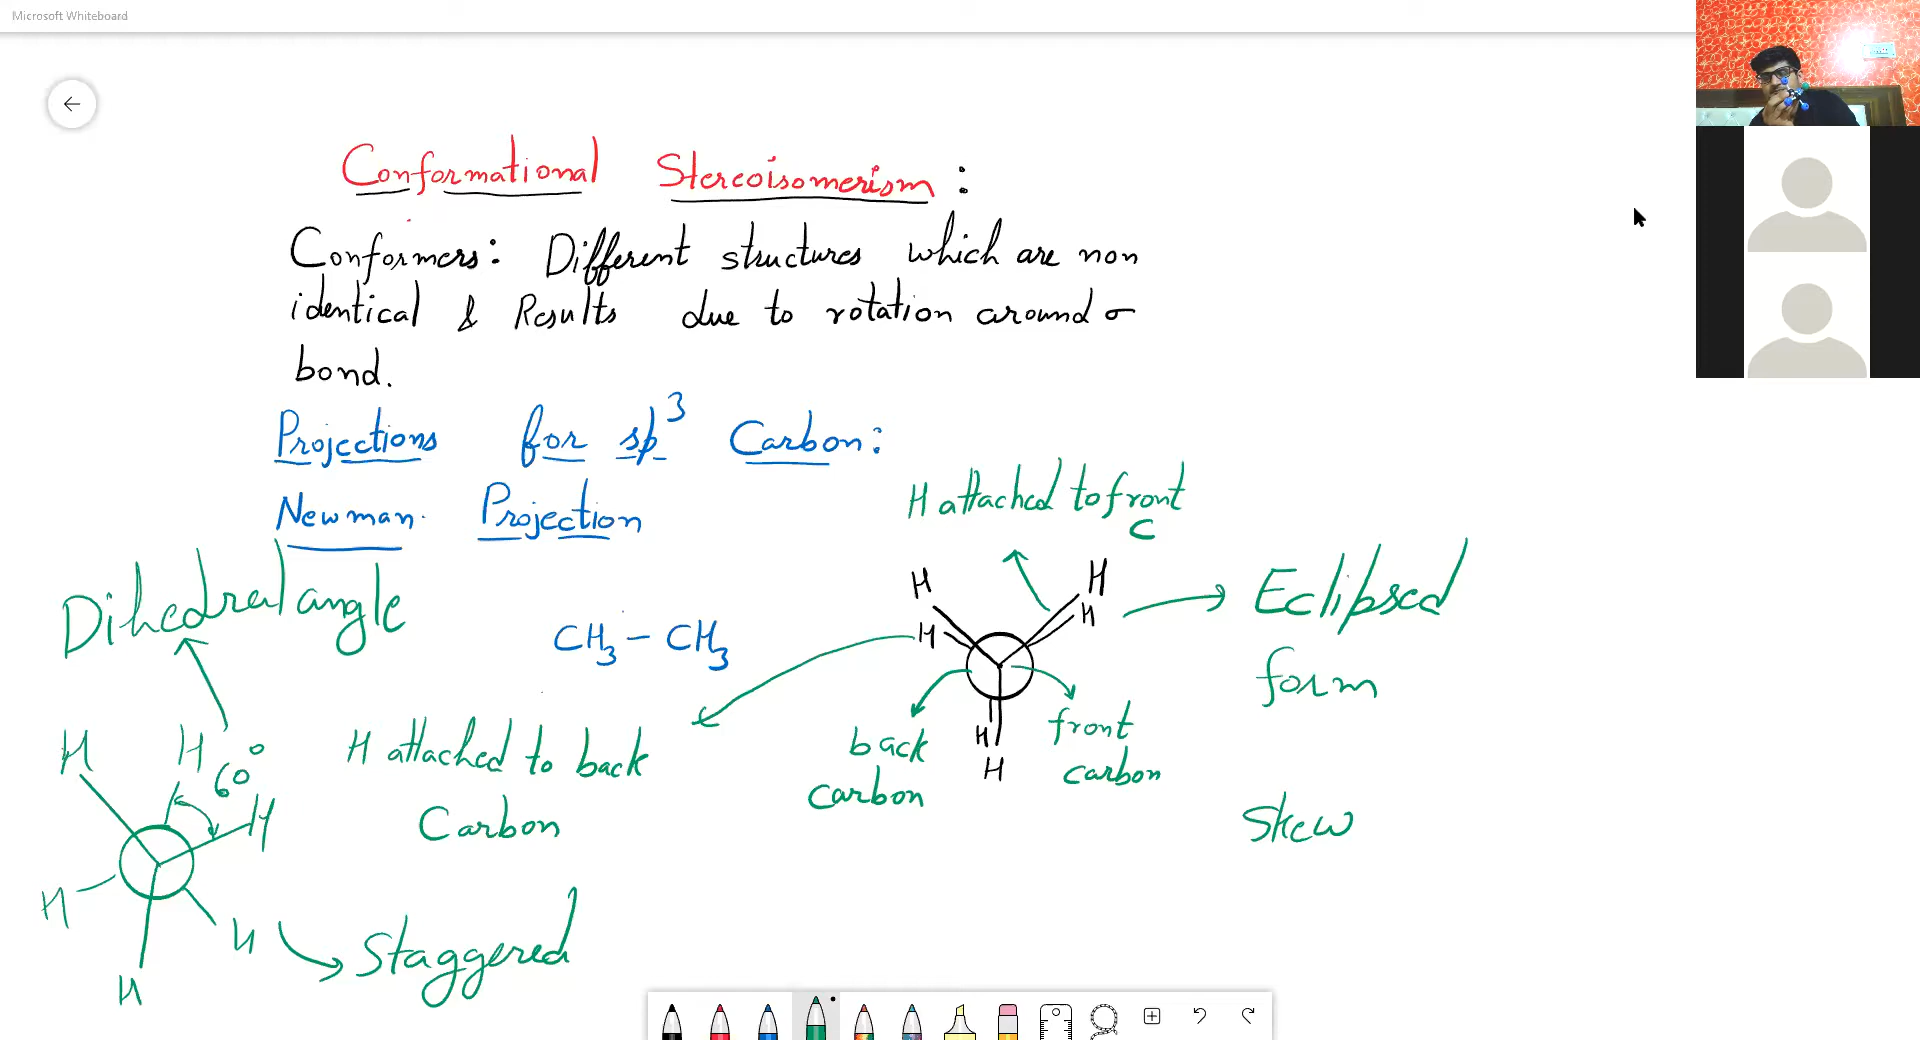 Microsoft Whiteboard
Conformational Stereoisomerism :
Conformers: Different structures which are non
identical & Results due to rotation around σ
bond.
Projections for sp³ Carbon:
Newman Projection
H attached to front
C
Dihedral angle
CH₃ – CH₃
H
H
H
H
Eclipsed
form
H
H
back
carbon
front
carbon
H attached to back
Carbon
H
H
60°
H
H
H
H
Staggered
Skew